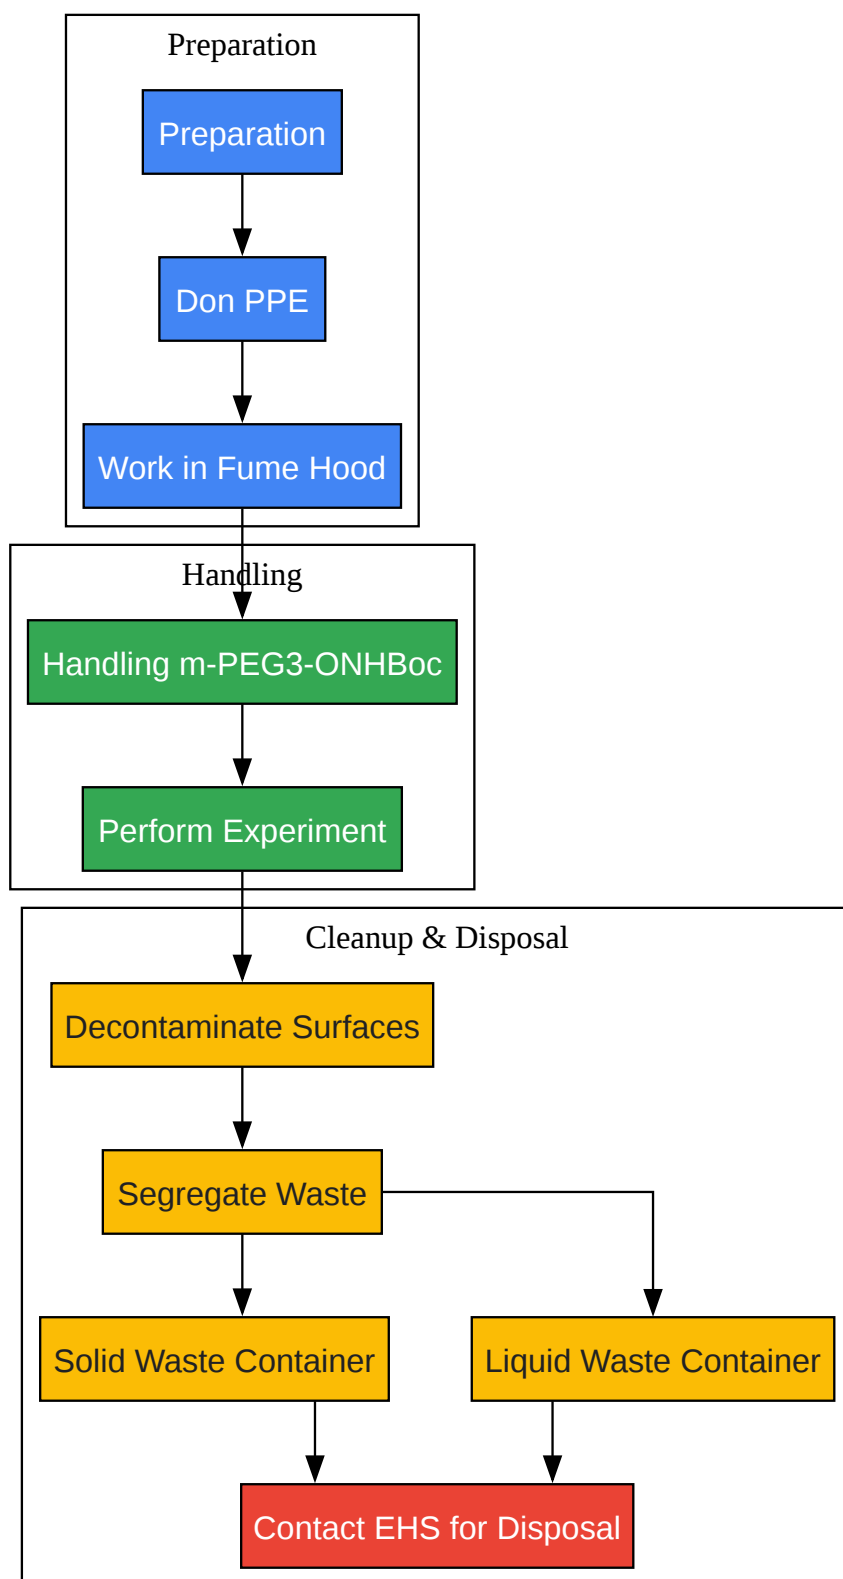 Preparation
Preparation
Don PPE
Work in Fume Hood
Handling
Handling m-PEG3-ONHBoc
Perform Experiment
Cleanup & Disposal
Decontaminate Surfaces
Segregate Waste
Solid Waste Container
Liquid Waste Container
Contact EHS for Disposal